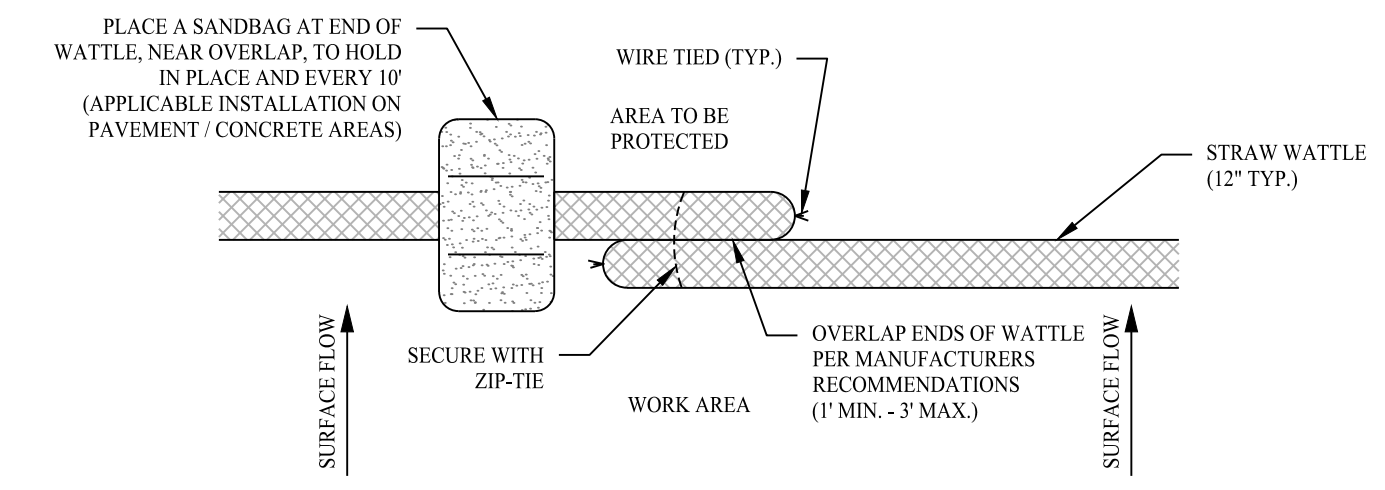 PLACE A SANDBAG AT END OF
WATTLE, NEAR OVERLAP, TO HOLD
IN PLACE AND EVERY 10'
(APPLICABLE INSTALLATION ON
PAVEMENT / CONCRETE AREAS)
WIRE TIED (TYP.)
AREA TO BE
PROTECTED
STRAW WATTLE
(12" TYP.)
SURFACE FLOW
SECURE WITH
ZIP-TIE
WORK AREA
OVERLAP ENDS OF WATTLE
PER MANUFACTURERS
RECOMMENDATIONS
(1' MIN. - 3' MAX.)
SURFACE FLOW